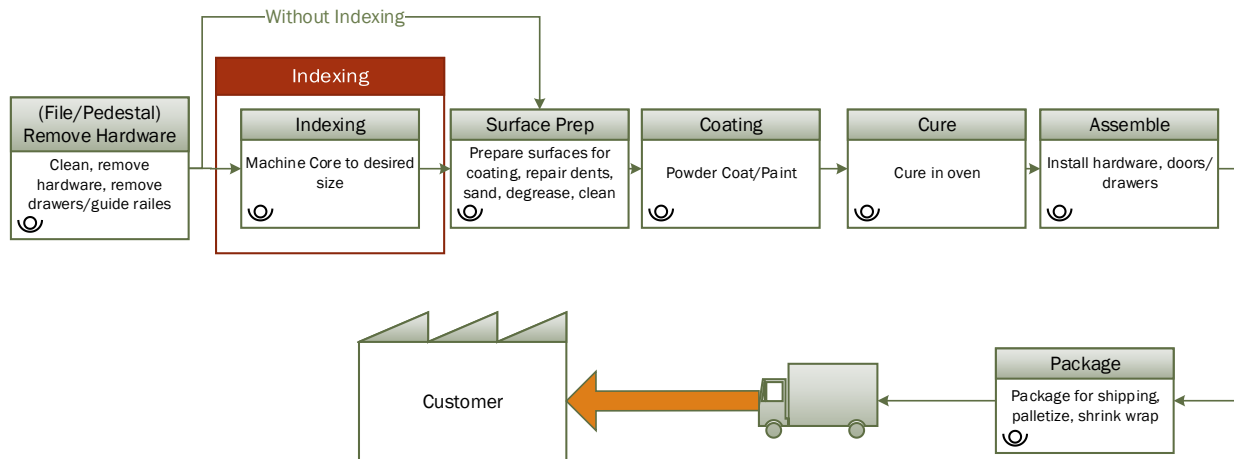 Without Indexing
Indexing
(File/Pedestal)
Remove Hardware
Clean, remove
hardware, remove
drawers/guide railes
Indexing
Machine Core to desired
size
Surface Prep
Prepare surfaces for
coating, repair dents,
sand, degrease, clean
Coating
Powder Coat/Paint
Cure
Cure in oven
Assemble
Install hardware, doors/
drawers
Customer
Package
Package for shipping,
palletize, shrink wrap